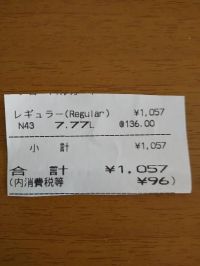 レギュラー(Regular) ¥1,057
N43 7.77L @136.00
小 計 ¥1,057
合 計 ¥1,057
(内消費税等 ¥96)